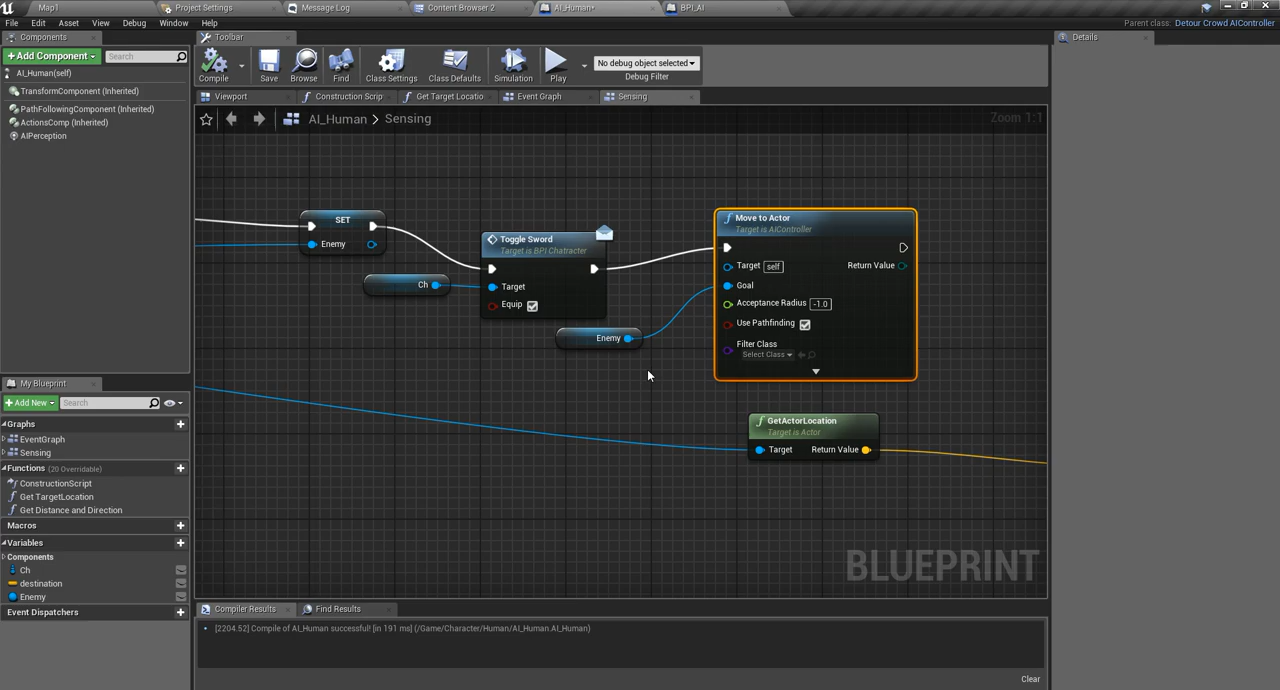 Map1
Project Settings
Message Log
Content Browser 2
AI_Human*
BPI_AI
File Edit Asset View Debug Window Help
Parent class: Detour Crowd AIController
Components
Toolbar
Details
+ Add Component
Search
AI_Human(self)
TransformComponent (Inherited)
PathFollowingComponent (Inherited)
ActionsComp (Inherited)
AIPerception
Compile
Save
Browse
Find
Class Settings
Class Defaults
Simulation
Play
No debug object selected
Debug Filter
Viewport
Construction Scrip
Get Target Locatio
Event Graph
Sensing
AI_Human > Sensing
Zoom 1:1
SET
Enemy
Toggle Sword
Target is BPI Chatracter
Target
Equip
Ch
Enemy
Move to Actor
Target is AIController
Target self
Return Value
Goal
Acceptance Radius -1.0
Use Pathfinding
Filter Class
Select Class
GetActorLocation
Target is Actor
Target Return Value
BLUEPRINT
My Blueprint
+ Add New
Search
Graphs
EventGraph
Sensing
Functions (20 Overridable)
ConstructionScript
Get TargetLocation
Get Distance and Direction
Macros
Variables
Components
Ch
destination
Enemy
Event Dispatchers
Compiler Results
Find Results
[2204.52] Compile of AI_Human successful! [in 191 ms] (/Game/Character/Human/AI_Human.AI_Human)
Clear